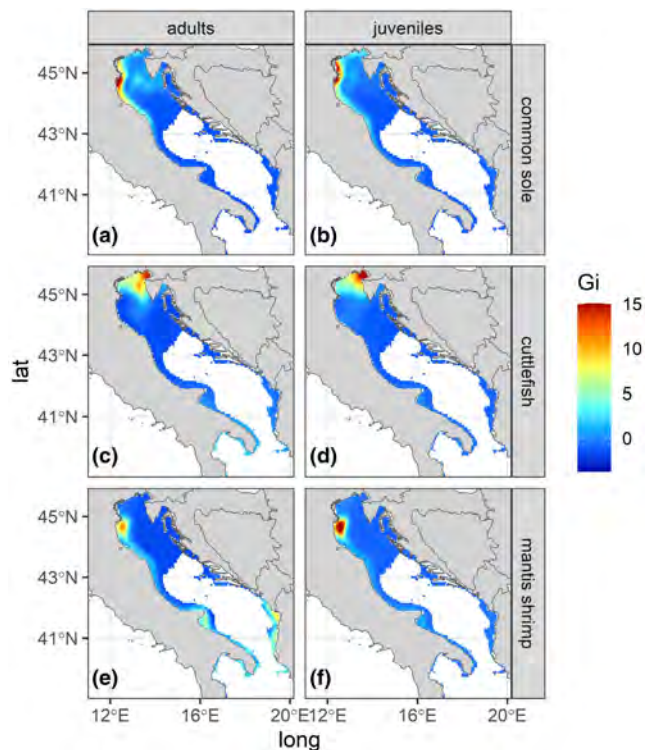 adults
juveniles
45°N
43°N
41°N
(a)
(b)
common sole
45°N
43°N
41°N
(c)
(d)
cuttlefish
45°N
43°N
41°N
(e)
(f)
mantis shrimp
12°E
16°E
20°E
12°E
16°E
20°E
long
lat
Gi
15
10
5
0